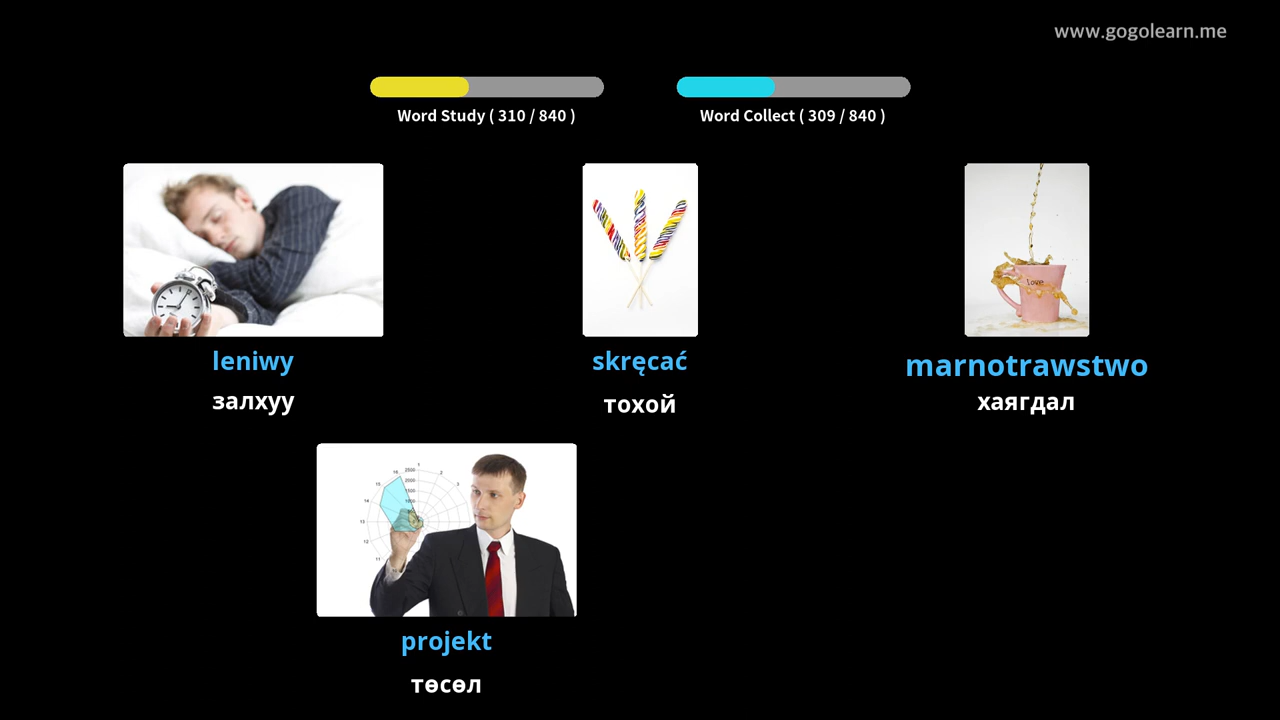 www.gogolearn.me
Word Study ( 310 / 840 )
Word Collect ( 309 / 840 )
leniwy
skręcać
marnotrawstwo
залхуу
тохой
хаягдал
love
projekt
төсөл